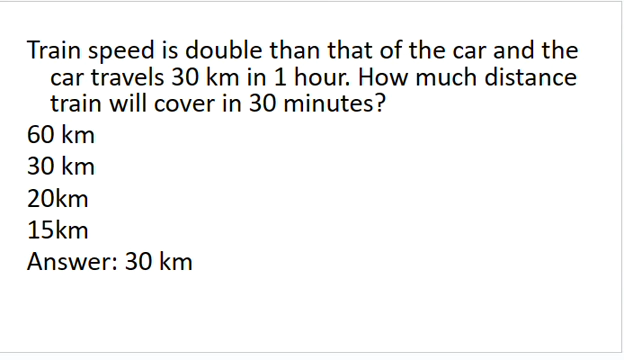 Train speed is double than that of the car and the
car travels 30 km in 1 hour. How much distance
train will cover in 30 minutes?
60 km
30 km
20km
15km
Answer: 30 km